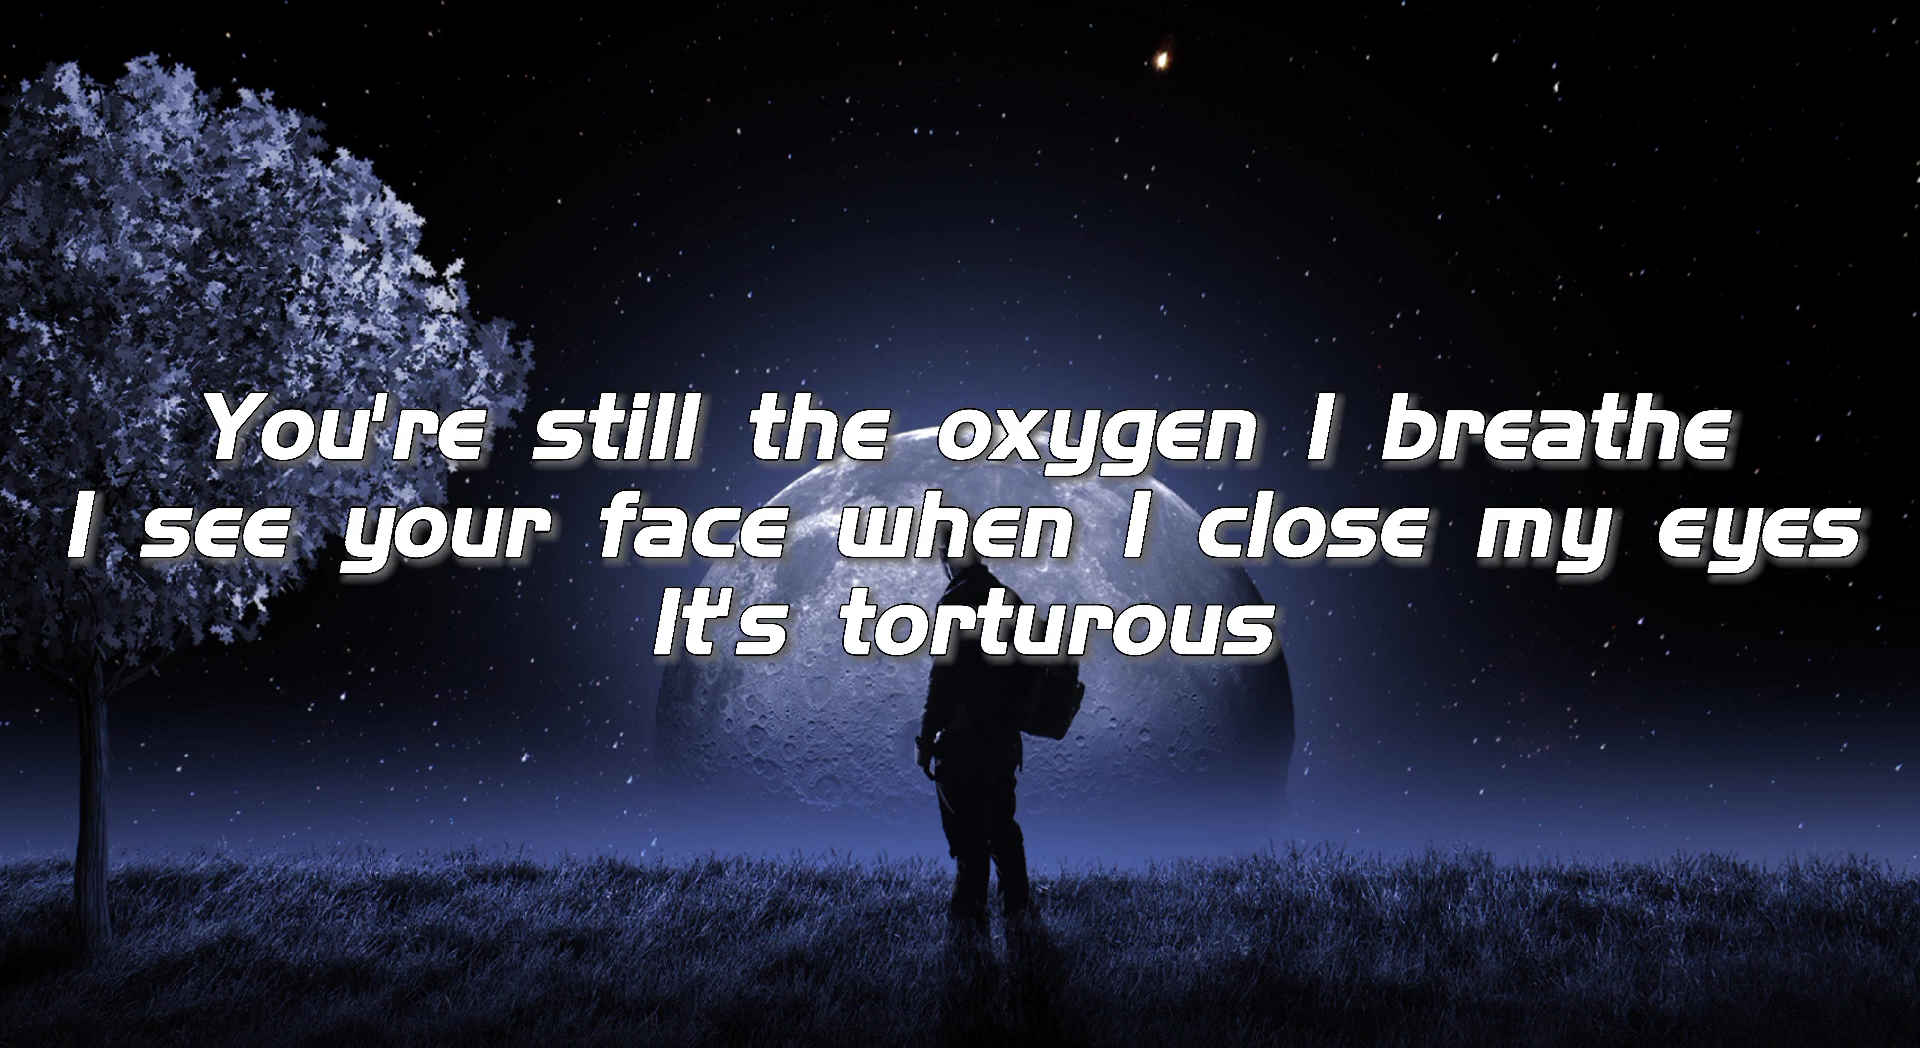 You're still the oxygen I breathe
I see your face when I close my eyes
It's torturous